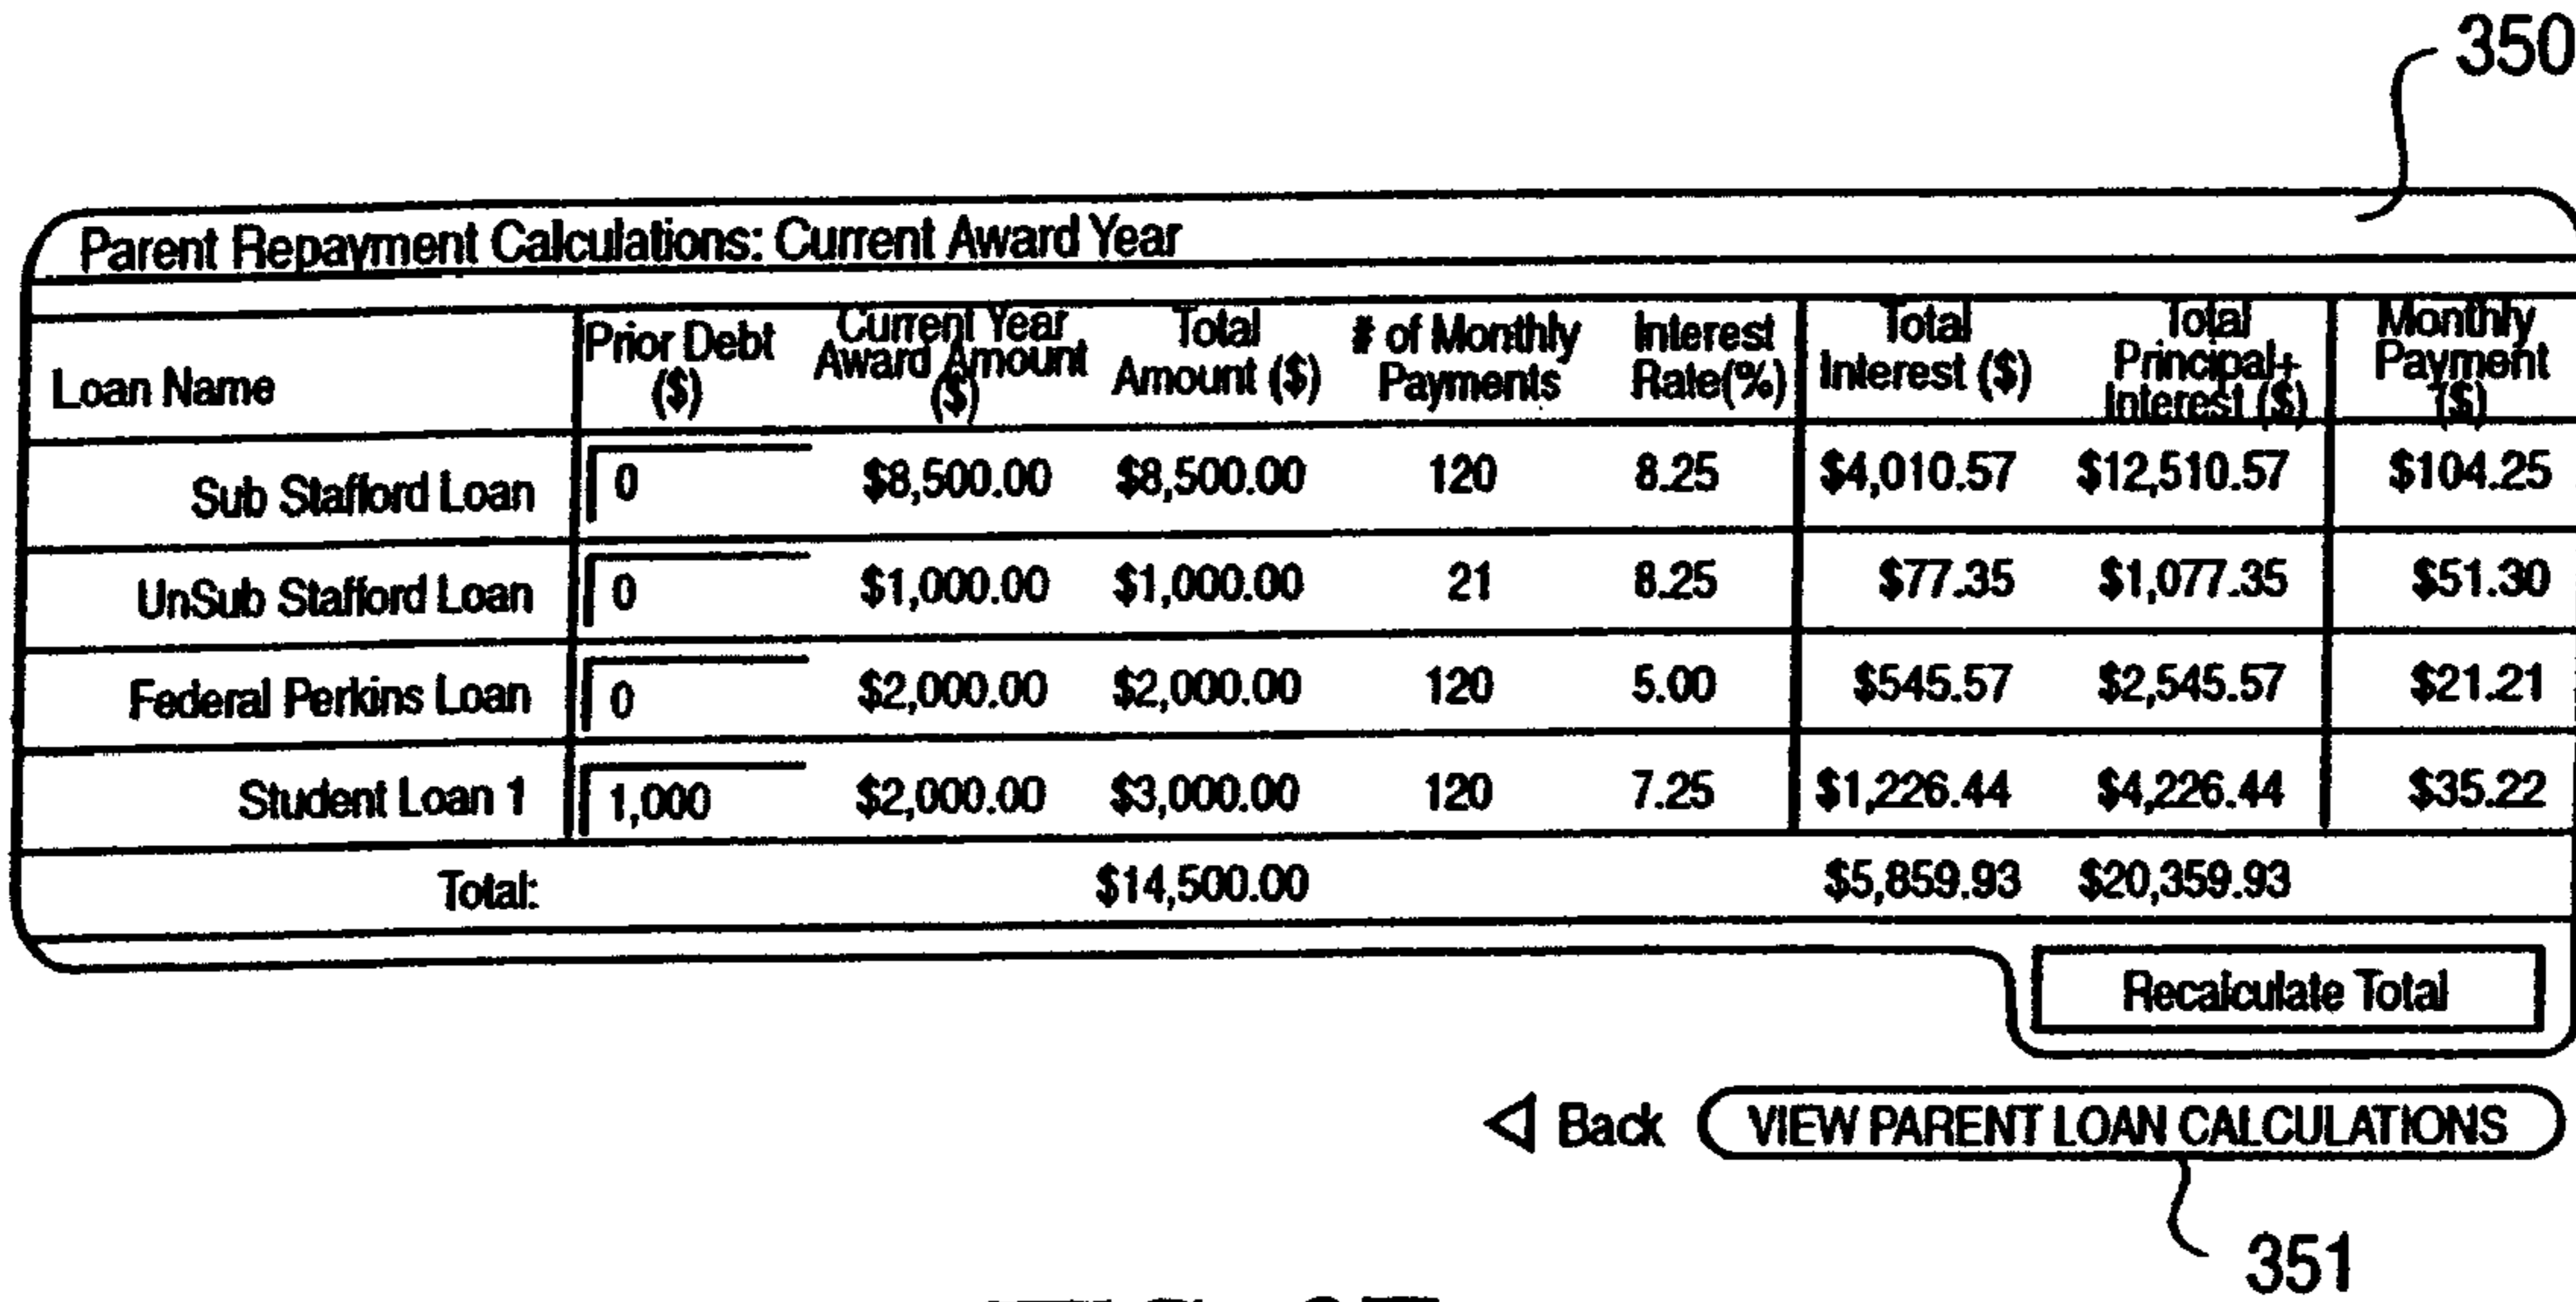 350
Parent Repayment Calculations: Current Award Year
Loan Name Prior Debt ($) Current Year Award Amount ($) Total Amount ($) # of Monthly Payments Interest Rate(%) Total Interest ($) Total Principal+ Interest ($) Monthly Payment ($)
Sub Stafford Loan 0 $8,500.00 $8,500.00 120 8.25 $4,010.57 $12,510.57 $104.25
UnSub Stafford Loan 0 $1,000.00 $1,000.00 21 8.25 $77.35 $1,077.35 $51.30
Federal Perkins Loan 0 $2,000.00 $2,000.00 120 5.00 $545.57 $2,545.57 $21.21
Student Loan 1 1,000 $2,000.00 $3,000.00 120 7.25 $1,226.44 $4,226.44 $35.22
Total: $14,500.00 $5,859.93 $20,359.93
Recalculate Total
Back VIEW PARENT LOAN CALCULATIONS
351